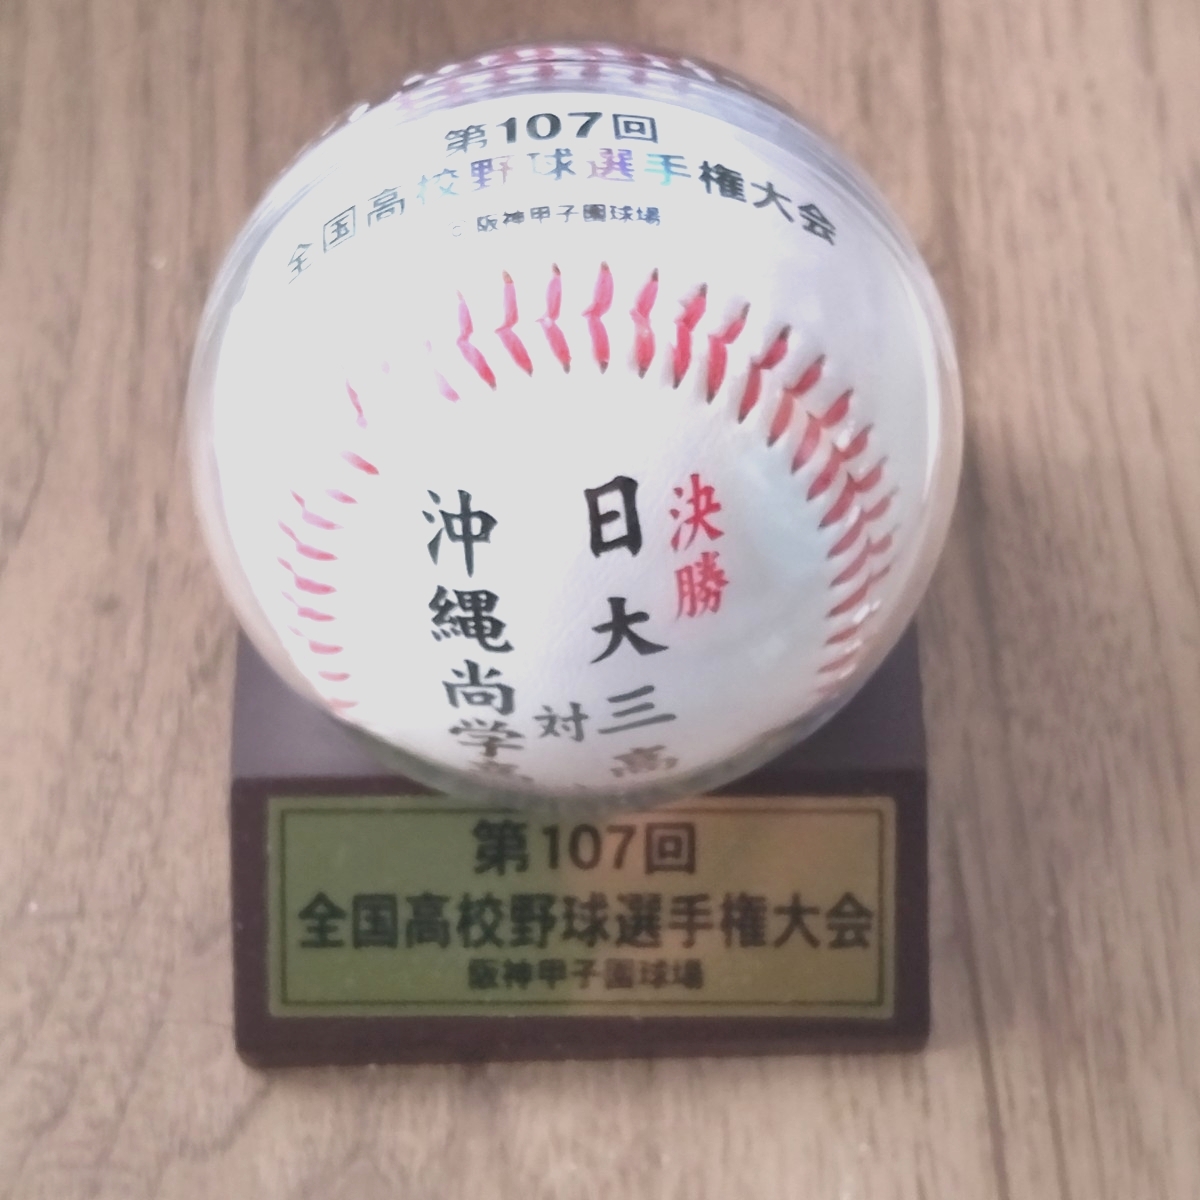 第107回
全国高校野球選手権大会
阪神甲子園球場
決勝
日大三高
対
沖縄尚学高
第107回
全国高校野球選手権大会
阪神甲子園球場